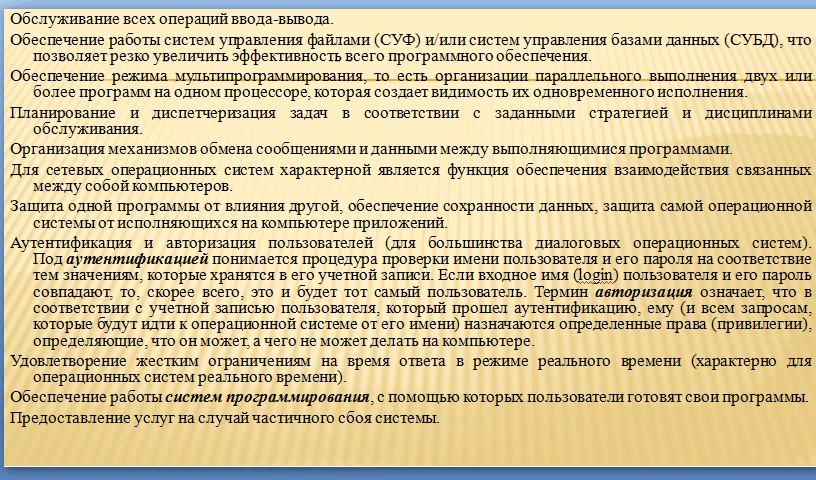 Обслуживание всех операций ввода-вывода.
Обеспечение работы систем управления файлами (СУФ) и/или систем управления базами данных (СУБД), что
позволяет резко увеличить эффективность всего программного обеспечения.
Обеспечение режима мультипрограммирования, то есть организации параллельного выполнения двух или
более программ на одном процессоре, которая создает видимость их одновременного исполнения.
Планирование и диспетчеризация задач в соответствии с заданными стратегией и дисциплинами
обслуживания.
Организация механизмов обмена сообщениями и данными между выполняющимися программами.
Для сетевых операционных систем характерной является функция обеспечения взаимодействия связанных
между собой компьютеров.
Защита одной программы от влияния другой, обеспечение сохранности данных, защита самой операционной
системы от исполняющихся на компьютере приложений.
Аутентификация и авторизация пользователей (для большинства диалоговых операционных систем).
Под аутентификацией понимается процедура проверки имени пользователя и его пароля на соответствие
тем значениям, которые хранятся в его учетной записи. Если входное имя (login) пользователя и его пароль
совпадают, то, скорее всего, это и будет тот самый пользователь. Термин авторизация означает, что в
соответствии с учетной записью пользователя, который прошел аутентификацию, ему (и всем запросам,
которые будут идти к операционной системе от его имени) назначаются определенные права (привилегии),
определяющие, что он может, а чего не может делать на компьютере.
Удовлетворение жестким ограничениям на время ответа в режиме реального времени (характерно для
операционных систем реального времени).
Обеспечение работы систем программирования, с помощью которых пользователи готовят свои программы.
Предоставление услуг на случай частичного сбоя системы.